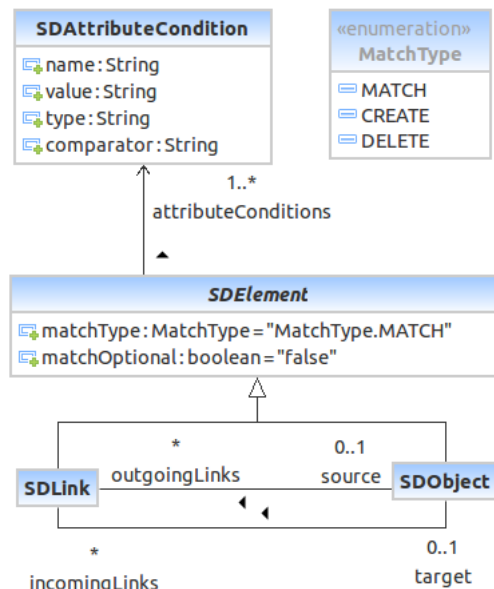 SDAttributeCondition
name:String
value:String
type:String
comparator:String
«enumeration»
MatchType
MATCH
CREATE
DELETE
1..*
attributeConditions
SDElement
matchType:MatchType="MatchType.MATCH"
matchOptional:boolean="false"
* 0..1
outgoingLinks source
SDLink SDObject
* 0..1
incomingLinks target